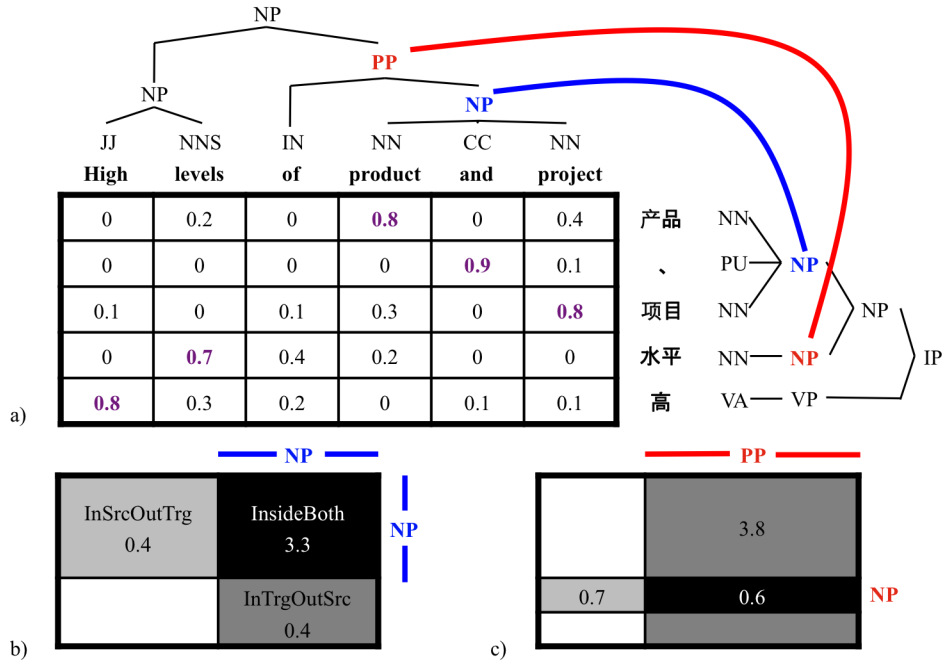 NP
PP
NP
NP
JJ NNS IN NN CC NN
High levels of product and project
0 0.2 0 0.8 0 0.4 产品 NN
0 0 0 0 0.9 0.1 、 PU NP
0.1 0 0.1 0.3 0 0.8 项目 NN NP
0 0.7 0.4 0.2 0 0 水平 NN NP IP
0.8 0.3 0.2 0 0.1 0.1 高 VA VP
a)
NP
InSrcOutTrg InsideBoth
0.4 3.3
NP
InTrgOutSrc
0.4
b)
PP
3.8
0.7 0.6 NP
c)